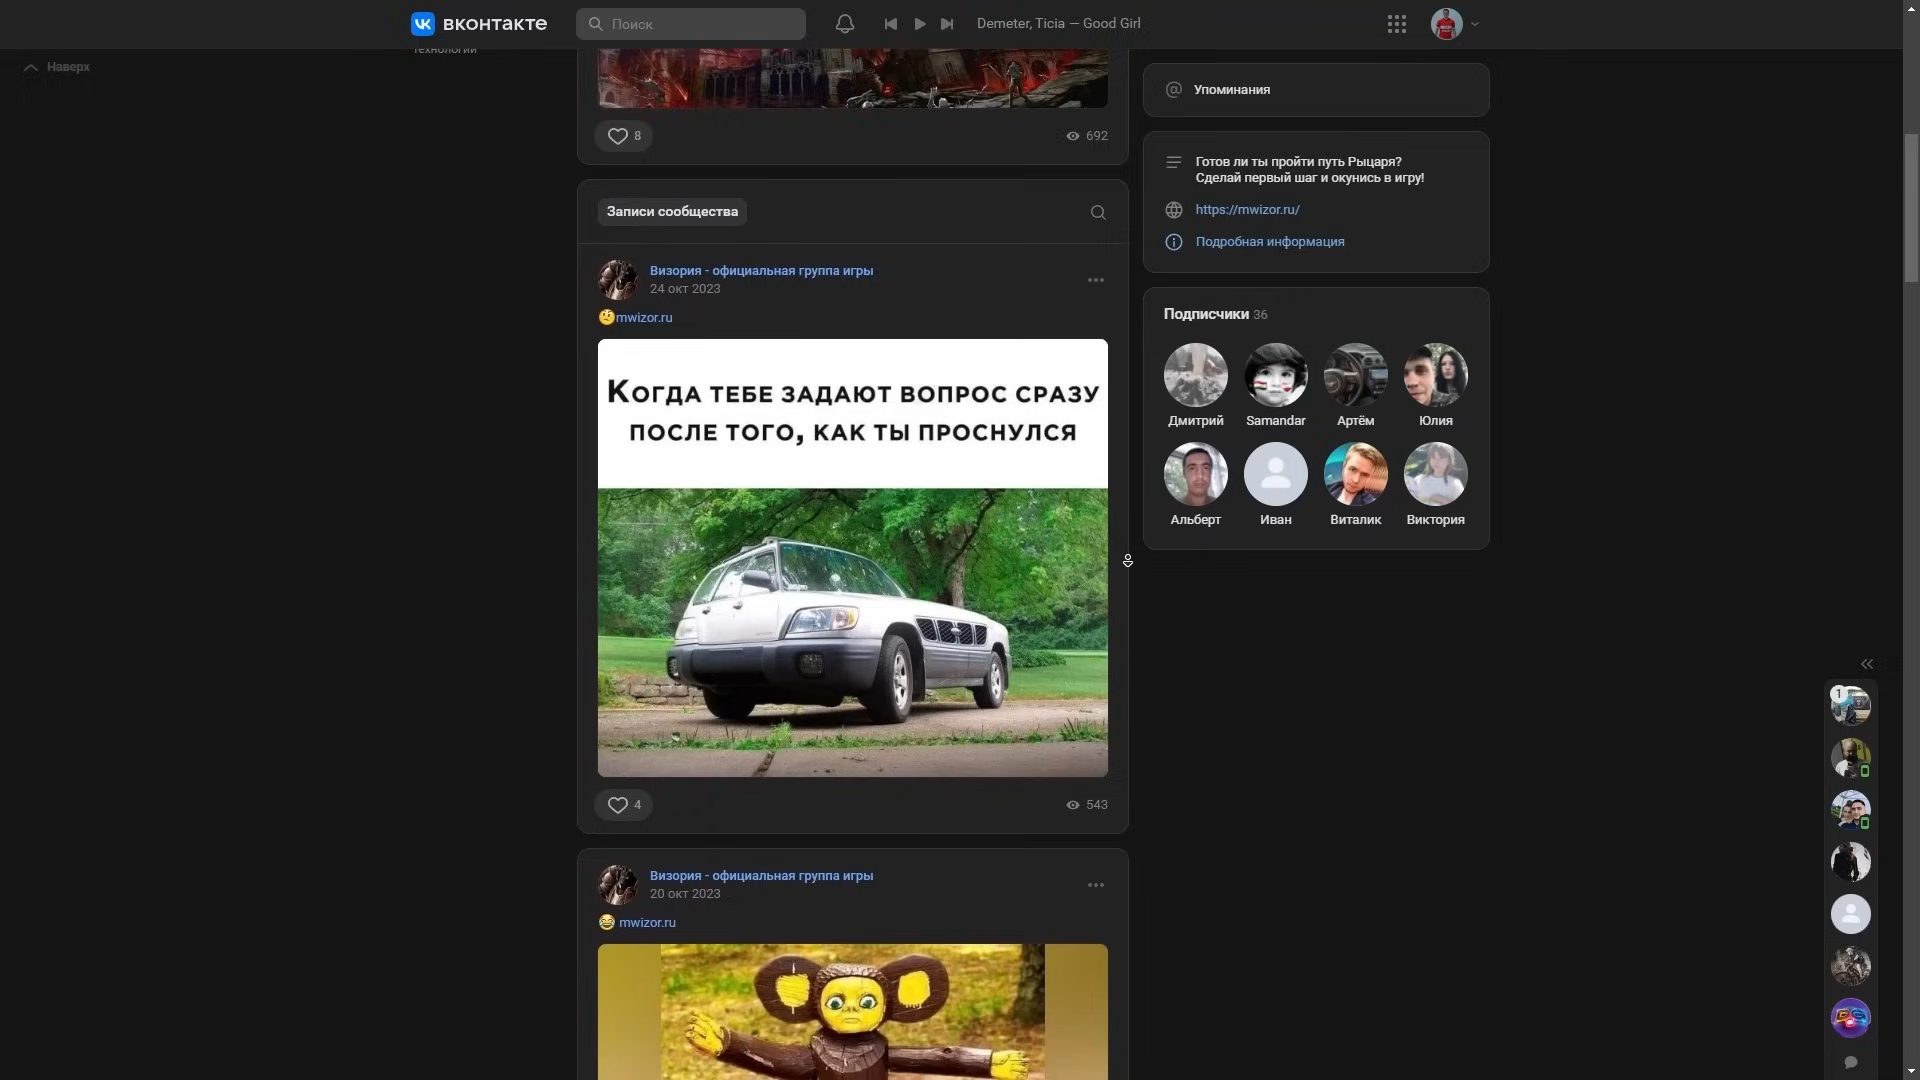 вконтакте
Поиск
Demeter, Ticia — Good Girl
Технологии
Наверх
8
692
Упоминания
Готов ли ты пройти путь Рыцаря?
Сделай первый шаг и окунись в игру!
https://mwizor.ru/
Подробная информация
Записи сообщества
Визория - официальная группа игры
24 окт 2023
mwizor.ru
Когда тебе задают вопрос сразу
после того, как ты проснулся
4
543
Подписчики 36
Дмитрий
Samandar
Артём
Юлия
Альберт
Иван
Виталик
Виктория
Визория - официальная группа игры
20 окт 2023
mwizor.ru
1